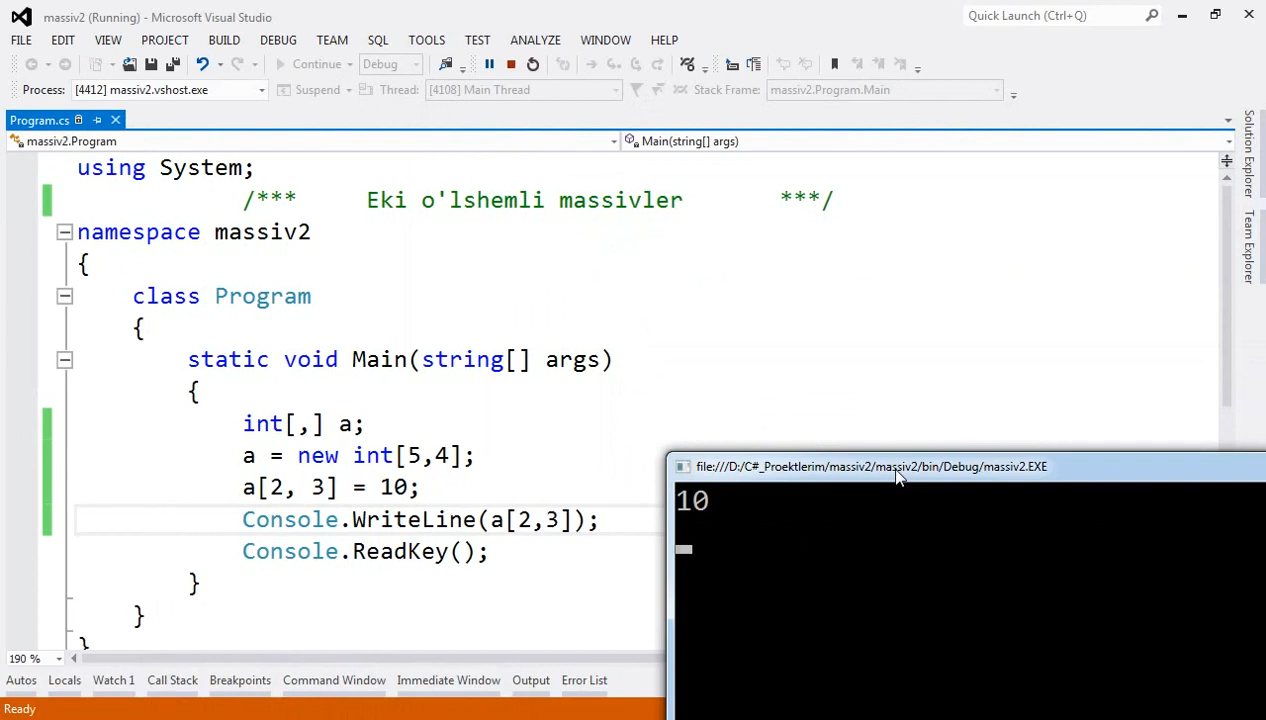 massiv2 (Running) - Microsoft Visual Studio
Quick Launch (Ctrl+Q)
FILE EDIT VIEW PROJECT BUILD DEBUG TEAM SQL TOOLS TEST ANALYZE WINDOW HELP
Continue Debug
Process: [4412] massiv2.vshost.exe Suspend Thread: [4108] Main Thread Stack Frame: massiv2.Program.Main
Program.cs
massiv2.Program Main(string[] args)
using System;
/*** Eki o'lshemli massivler ***/
namespace massiv2
{
class Program
{
static void Main(string[] args)
{
int[,] a;
a = new int[5,4];
a[2, 3] = 10;
Console.WriteLine(a[2,3]);
Console.ReadKey();
}
}
}
file:///D:/C#_Proektlerim/massiv2/massiv2/bin/Debug/massiv2.EXE
10
190 %
Autos Locals Watch 1 Call Stack Breakpoints Command Window Immediate Window Output Error List
Ready
Solution Explorer
Team Explorer